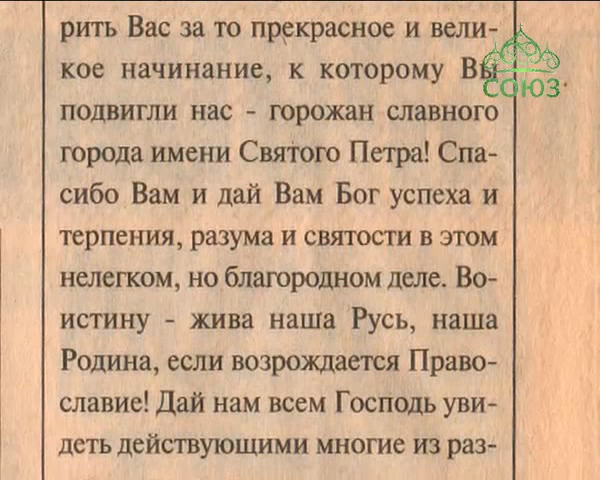 рить Вас за то прекрасное и вели-
кое начинание, к которому Вы
подвигли нас - горожан славного
города имени Святого Петра! Спа-
сибо Вам и дай Вам Бог успеха и
терпения, разума и святости в этом
нелегком, но благородном деле. Во-
истину - жива наша Русь, наша
Родина, если возрождается Право-
славие! Дай нам всем Господь уви-
деть действующими многие из раз-
СОЮЗ